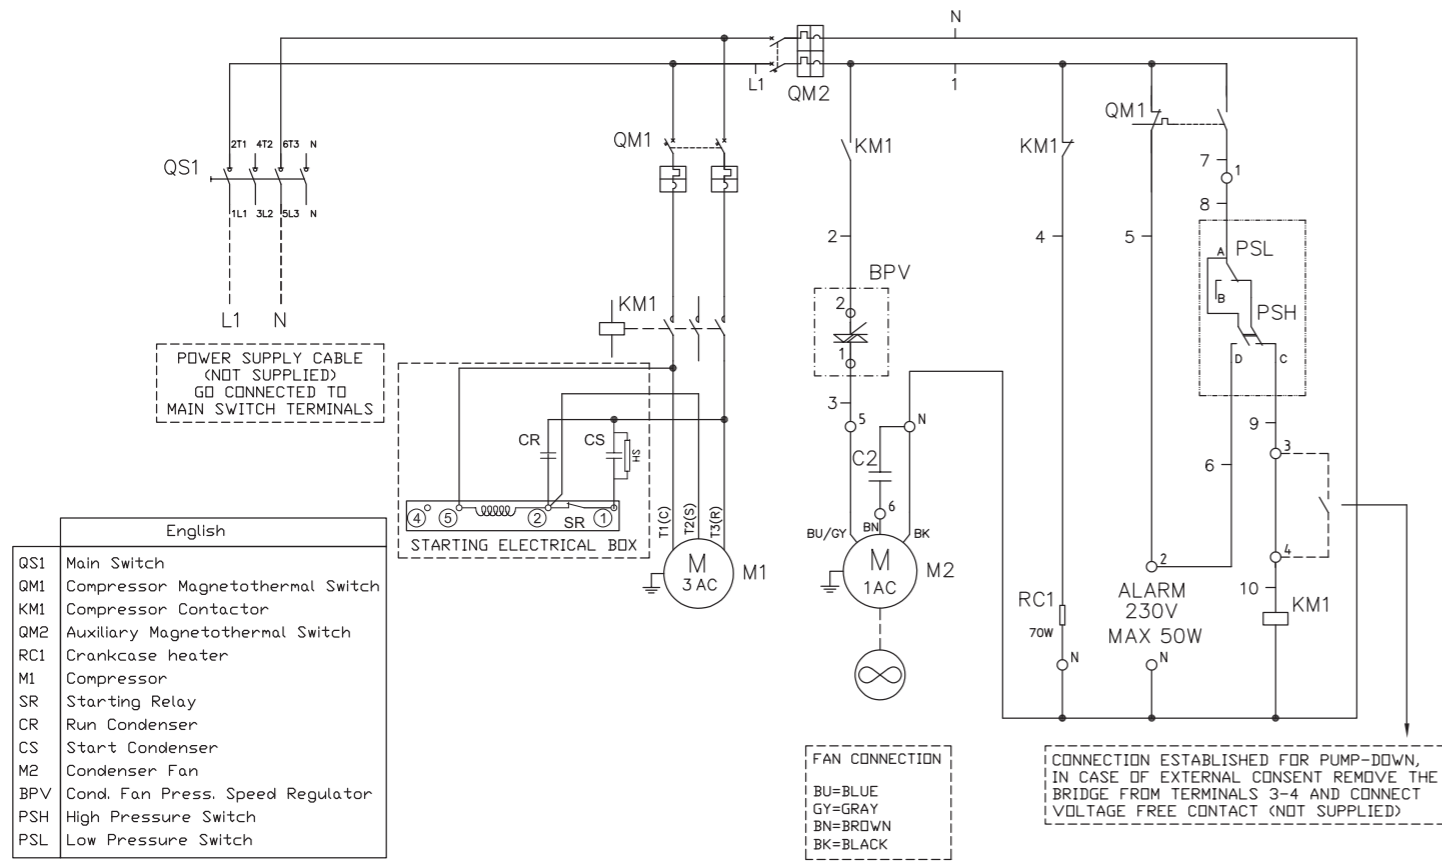 N
L1
QM2
1
QM1
KM1
KM1
QM1
QS1
2T1 4T2 6T3 N
1L1 3L2 5L3 N
7
1
8
2
4
5
PSL
A
B
PSH
D
C
BPV
2
1
L1 N
KM1
POWER SUPPLY CABLE
(NOT SUPPLIED)
GO CONNECTED TO
MAIN SWITCH TERMINALS
3
5
N
9
3
CR
CS
HS
C2
6
6
4
5
2
SR
1
T1(C)
T2(S)
T3(R)
STARTING ELECTRICAL BOX
BU/GY
BN
BK
M
3 AC
M1
M
1AC
M2
4
2
10
KM1
RC1
70W
N
ALARM
230V
MAX 50W
N
English
QS1 Main Switch
QM1 Compressor Magnetothermal Switch
KM1 Compressor Contactor
QM2 Auxiliary Magnetothermal Switch
RC1 Crankcase heater
M1 Compressor
SR Starting Relay
CR Run Condenser
CS Start Condenser
M2 Condenser Fan
BPV Cond. Fan Press. Speed Regulator
PSH High Pressure Switch
PSL Low Pressure Switch
FAN CONNECTION
BU=BLUE
GY=GRAY
BN=BROWN
BK=BLACK
CONNECTION ESTABLISHED FOR PUMP-DOWN,
IN CASE OF EXTERNAL CONSENT REMOVE THE
BRIDGE FROM TERMINALS 3-4 AND CONNECT
VOLTAGE FREE CONTACT (NOT SUPPLIED)